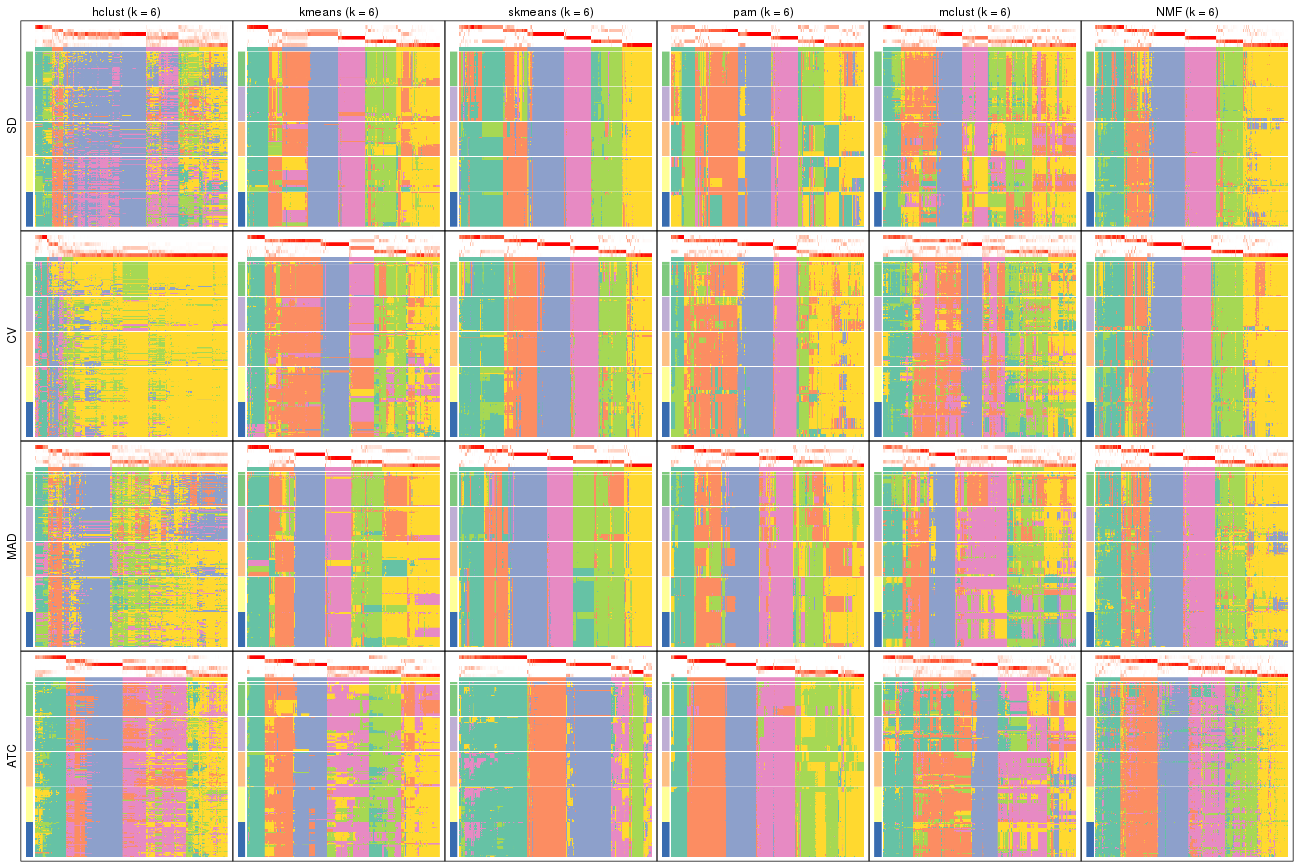 hclust (k = 6)
kmeans (k = 6)
skmeans (k = 6)
pam (k = 6)
mclust (k = 6)
NMF (k = 6)
SD
CV
MAD
ATC